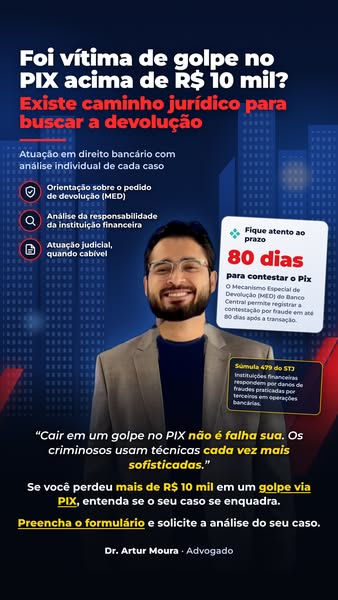 Foi vítima de golpe no
PIX acima de R$ 10 mil?
Existe caminho jurídico para
buscar a devolução
Atuação em direito bancário com
análise individual de cada caso
Orientação sobre o pedido
de devolução (MED)
Análise da responsabilidade
da instituição financeira
Atuação judicial,
quando cabível
Fique atento ao
prazo
80 dias
para contestar o Pix
O Mecanismo Especial de
Devolução (MED) do Banco
Central permite registrar a
contestação por fraude em até
80 dias após a transação.
Súmula 479 do STJ
Instituições financeiras
respondem por danos de
fraudes praticadas por
terceiros em operações
bancárias.
“Cair em um golpe no PIX não é falha sua. Os
criminosos usam técnicas cada vez mais
sofisticadas.”
Se você perdeu mais de R$ 10 mil em um golpe via
PIX, entenda se o seu caso se enquadra.
Preencha o formulário e solicite a análise do seu caso.
Dr. Artur Moura · Advogado